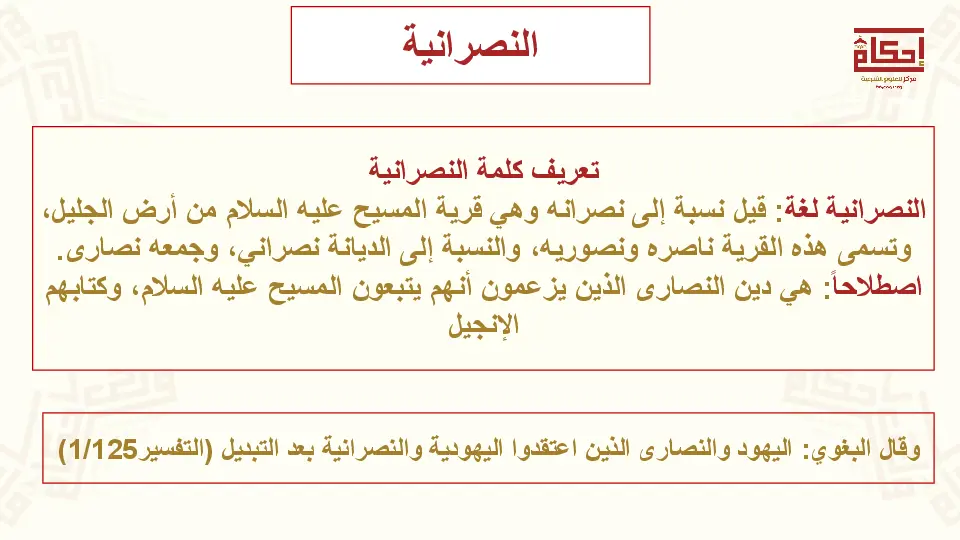 النصرانية
إحكام
مركز للعلوم الشرعية
تعريف كلمة النصرانية
النصرانية لغة: قيل نسبة إلى نصرانه وهي قرية المسيح عليه السلام من أرض الجليل،
وتسمى هذه القرية ناصره ونصوريه، والنسبة إلى الديانة نصراني، وجمعه نصارى.
اصطلاحاً: هي دين النصارى الذين يزعمون أنهم يتبعون المسيح عليه السلام، وكتابهم
الإنجيل
وقال البغوي: اليهود والنصارى الذين اعتقدوا اليهودية والنصرانية بعد التبديل (التفسير1/125)